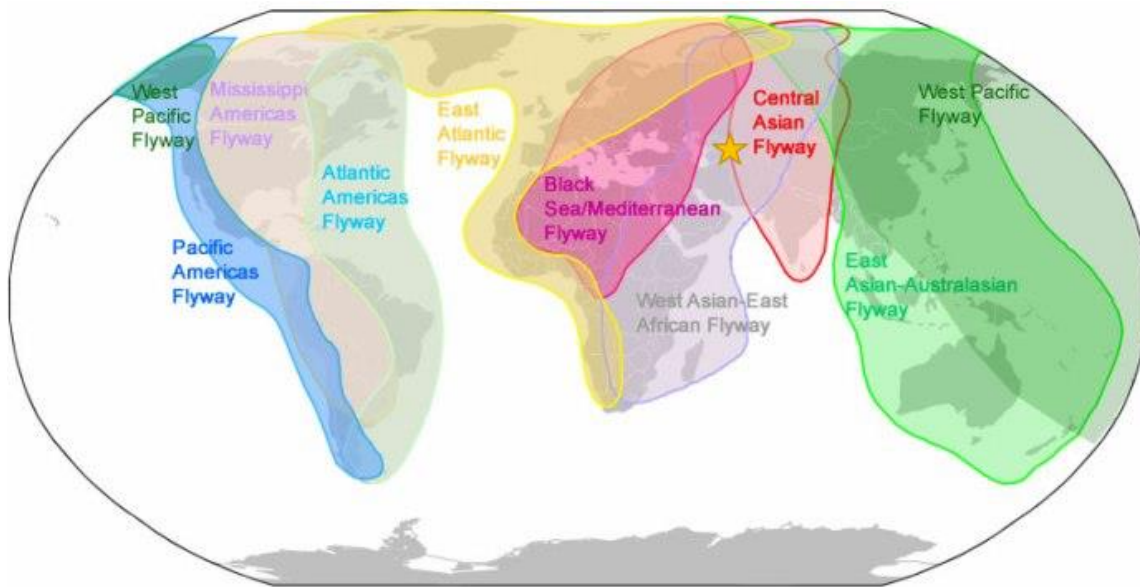 West
Pacific
Flyway
Mississippi
Americas
Flyway
Atlantic
Americas
Flyway
Pacific
Americas
Flyway
East
Atlantic
Flyway
Black
Sea/Mediterranean
Flyway
West Asian-East
African Flyway
Central
Asian
Flyway
West Pacific
Flyway
East
Asian-Australasian
Flyway